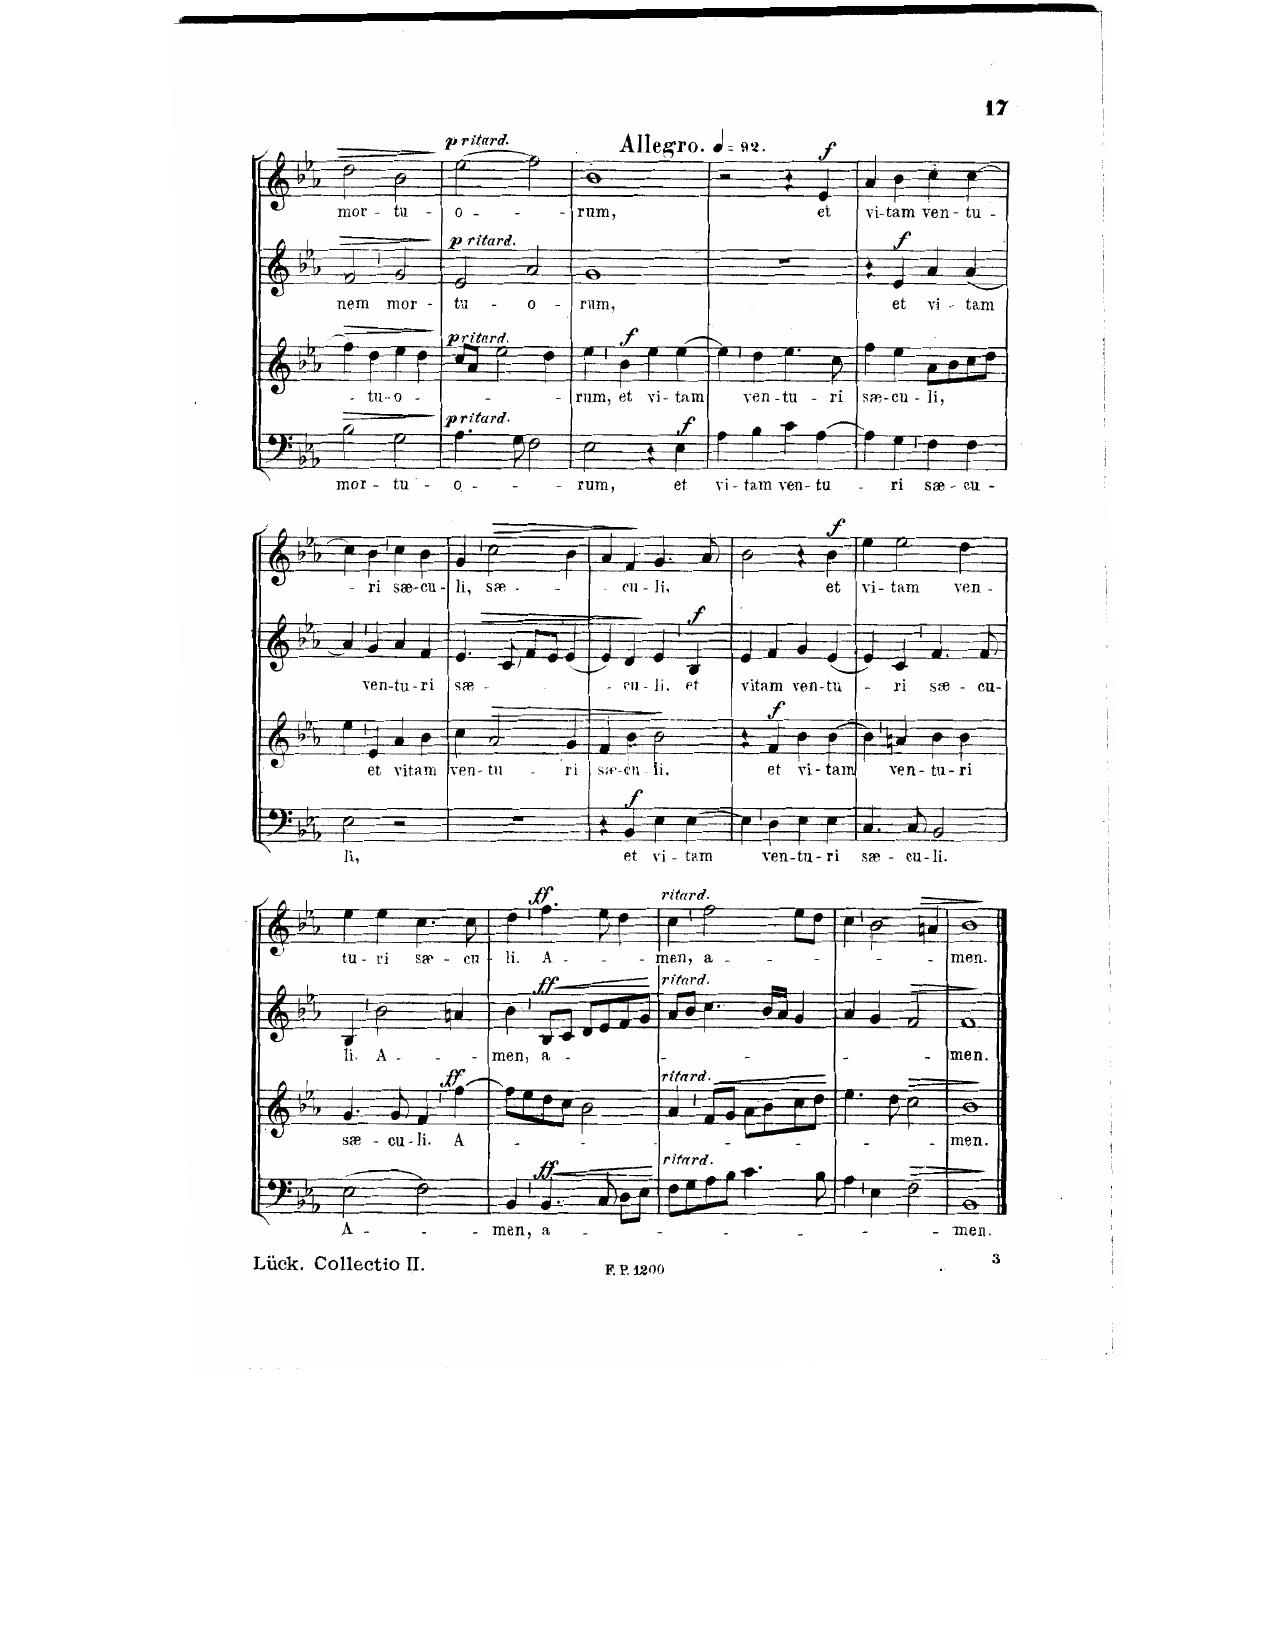 17
p ritard. Allegro. ♩= 92. f
mor - tu - o - - - rum, et vi-tam ven-tu -
p ritard. f
nem mor - tu - o - rum, et vi - tam
p ritard. f
- tu-o - - - rum, et vi-tam ven-tu - ri sæ-cu-li,
p ritard. f
mor - tu - o - - - rum, et vi-tam ven-tu - ri sæ-cu-
f
- ri sæ-cu-li, sæ - - - cu-li, et vi-tam ven-
f
ven-tu-ri sæ - - cu-li. et vitam ven-tu - ri sæ - cu-
f
et vitam ven-tu - ri sæ-cu-li. et vi-tam ven-tu-ri
f
li, et vi-tam ven-tu-ri sæ - cu-li.
ff ritard.
tu-ri sæ - cu - li. A - - - men, a - - - - men.
ff ritard.
li. A - - - men, a - - - - men.
ff ritard.
sæ - cu-li. A - - - - - - men.
ff ritard.
A - - - men, a - - - - - men.
Lück. Collectio II. F. P. 1200 3